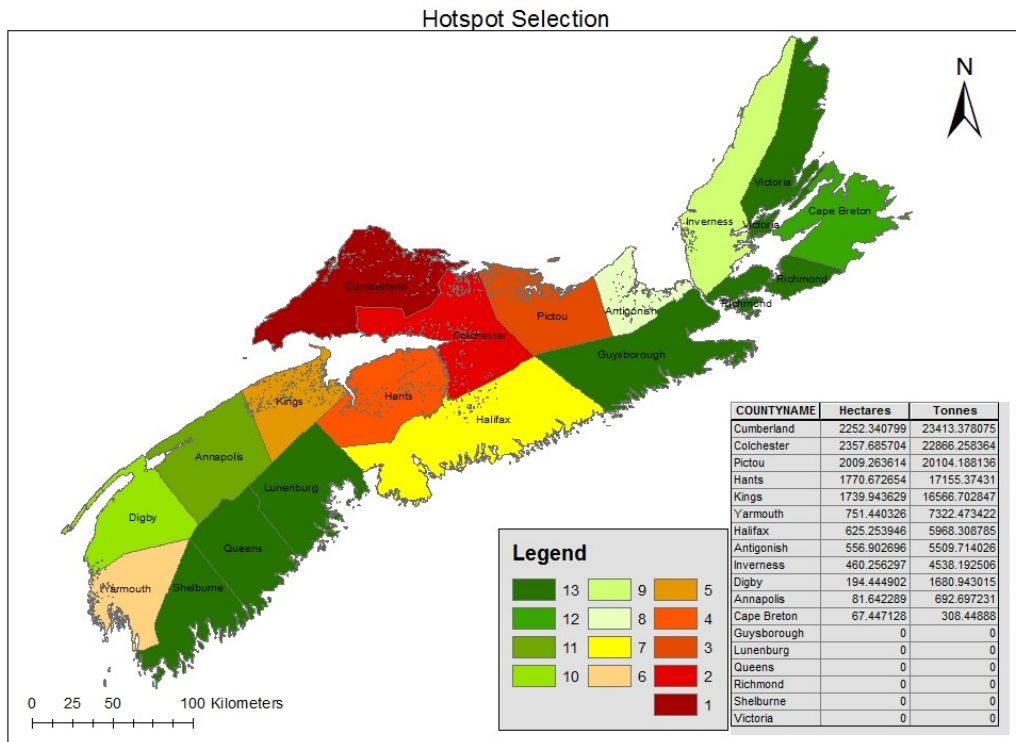 Hotspot Selection
N
Victoria
Cape Breton
Inverness
Victoria
Richmond
Cumberland
Richmond
Antigonish
Pictou
Colchester
Guysborough
Kings
Hants
Halifax
Annapolis
Lunenburg
Digby
Queens
Yarmouth
Shelburne
COUNTYNAME Hectares Tonnes
Cumberland 2252.340799 23413.378075
Colchester 2357.685704 22866.258364
Pictou 2009.263614 20104.188136
Hants 1770.672654 17155.37431
Kings 1739.943629 16566.702847
Yarmouth 751.440326 7322.473422
Halifax 625.253946 5968.308785
Antigonish 556.902696 5509.714026
Inverness 460.256297 4538.192506
Digby 194.444902 1680.943015
Annapolis 81.642289 692.697231
Cape Breton 67.447128 308.44888
Guysborough 0 0
Lunenburg 0 0
Queens 0 0
Richmond 0 0
Shelburne 0 0
Victoria 0 0
Legend
13 9 5
12 8 4
11 7 3
10 6 2
1
0 25 50 100 Kilometers